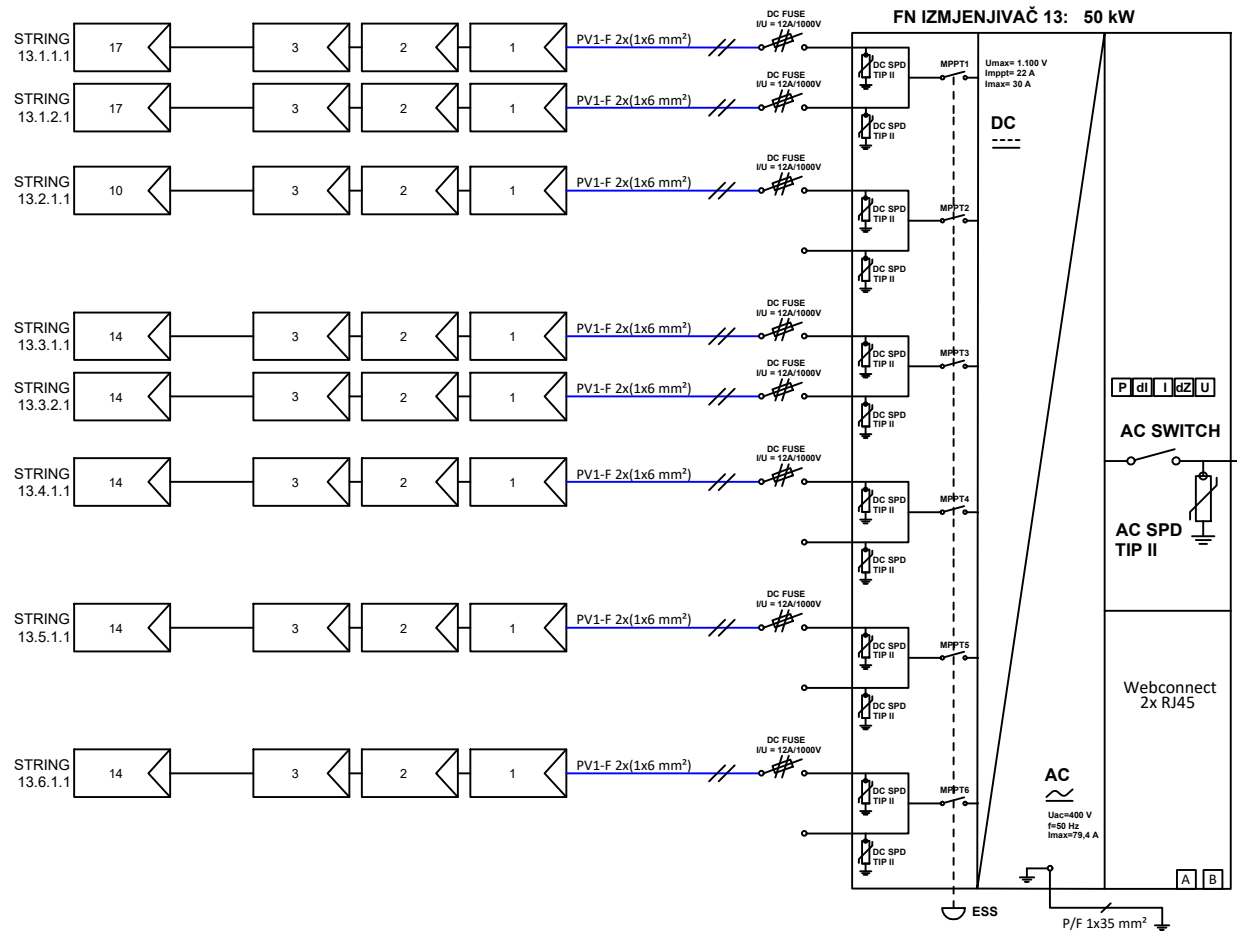 FN IZMJENJIVAČ 13: 50 kW
STRING
13.1.1.1
17
3
2
1
PV1-F 2x(1x6 mm²)
DC FUSE
I/U = 12A/1000V
DC SPD
TIP II
MPPT1
Umax= 1.100 V
Imppt= 22 A
Imax= 30 A
STRING
13.1.2.1
17
3
2
1
PV1-F 2x(1x6 mm²)
DC FUSE
I/U = 12A/1000V
DC SPD
TIP II
DC
STRING
13.2.1.1
10
3
2
1
PV1-F 2x(1x6 mm²)
DC FUSE
I/U = 12A/1000V
DC SPD
TIP II
MPPT2
DC SPD
TIP II
STRING
13.3.1.1
14
3
2
1
PV1-F 2x(1x6 mm²)
DC FUSE
I/U = 12A/1000V
DC SPD
TIP II
MPPT3
STRING
13.3.2.1
14
3
2
1
PV1-F 2x(1x6 mm²)
DC FUSE
I/U = 12A/1000V
DC SPD
TIP II
P dI I dZ U
AC SWITCH
STRING
13.4.1.1
14
3
2
1
PV1-F 2x(1x6 mm²)
DC FUSE
I/U = 12A/1000V
DC SPD
TIP II
MPPT4
DC SPD
TIP II
AC SPD
TIP II
STRING
13.5.1.1
14
3
2
1
PV1-F 2x(1x6 mm²)
DC FUSE
I/U = 12A/1000V
DC SPD
TIP II
MPPT5
DC SPD
TIP II
Webconnect
2x RJ45
STRING
13.6.1.1
14
3
2
1
PV1-F 2x(1x6 mm²)
DC FUSE
I/U = 12A/1000V
DC SPD
TIP II
MPPT6
DC SPD
TIP II
AC
Uac=400 V
f=50 Hz
Imax=79,4 A
A B
ESS
P/F 1x35 mm²